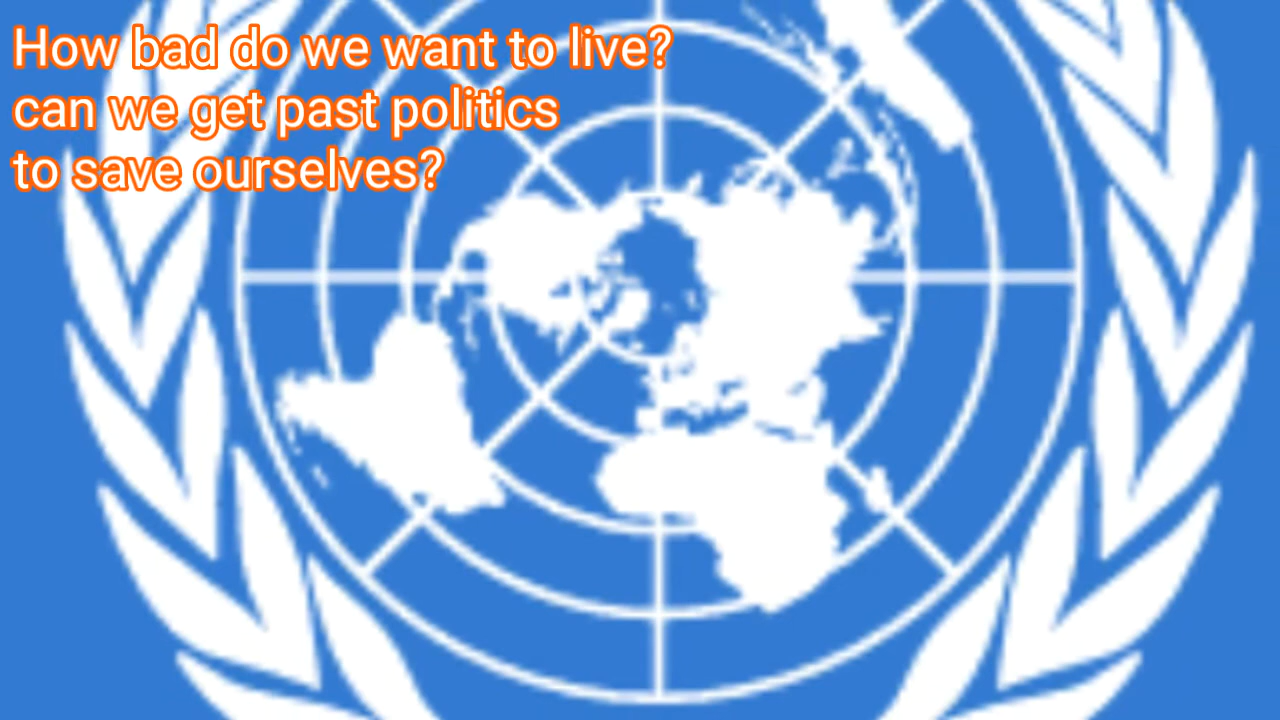 How bad do we want to live?
can we get past politics
to save ourselves?